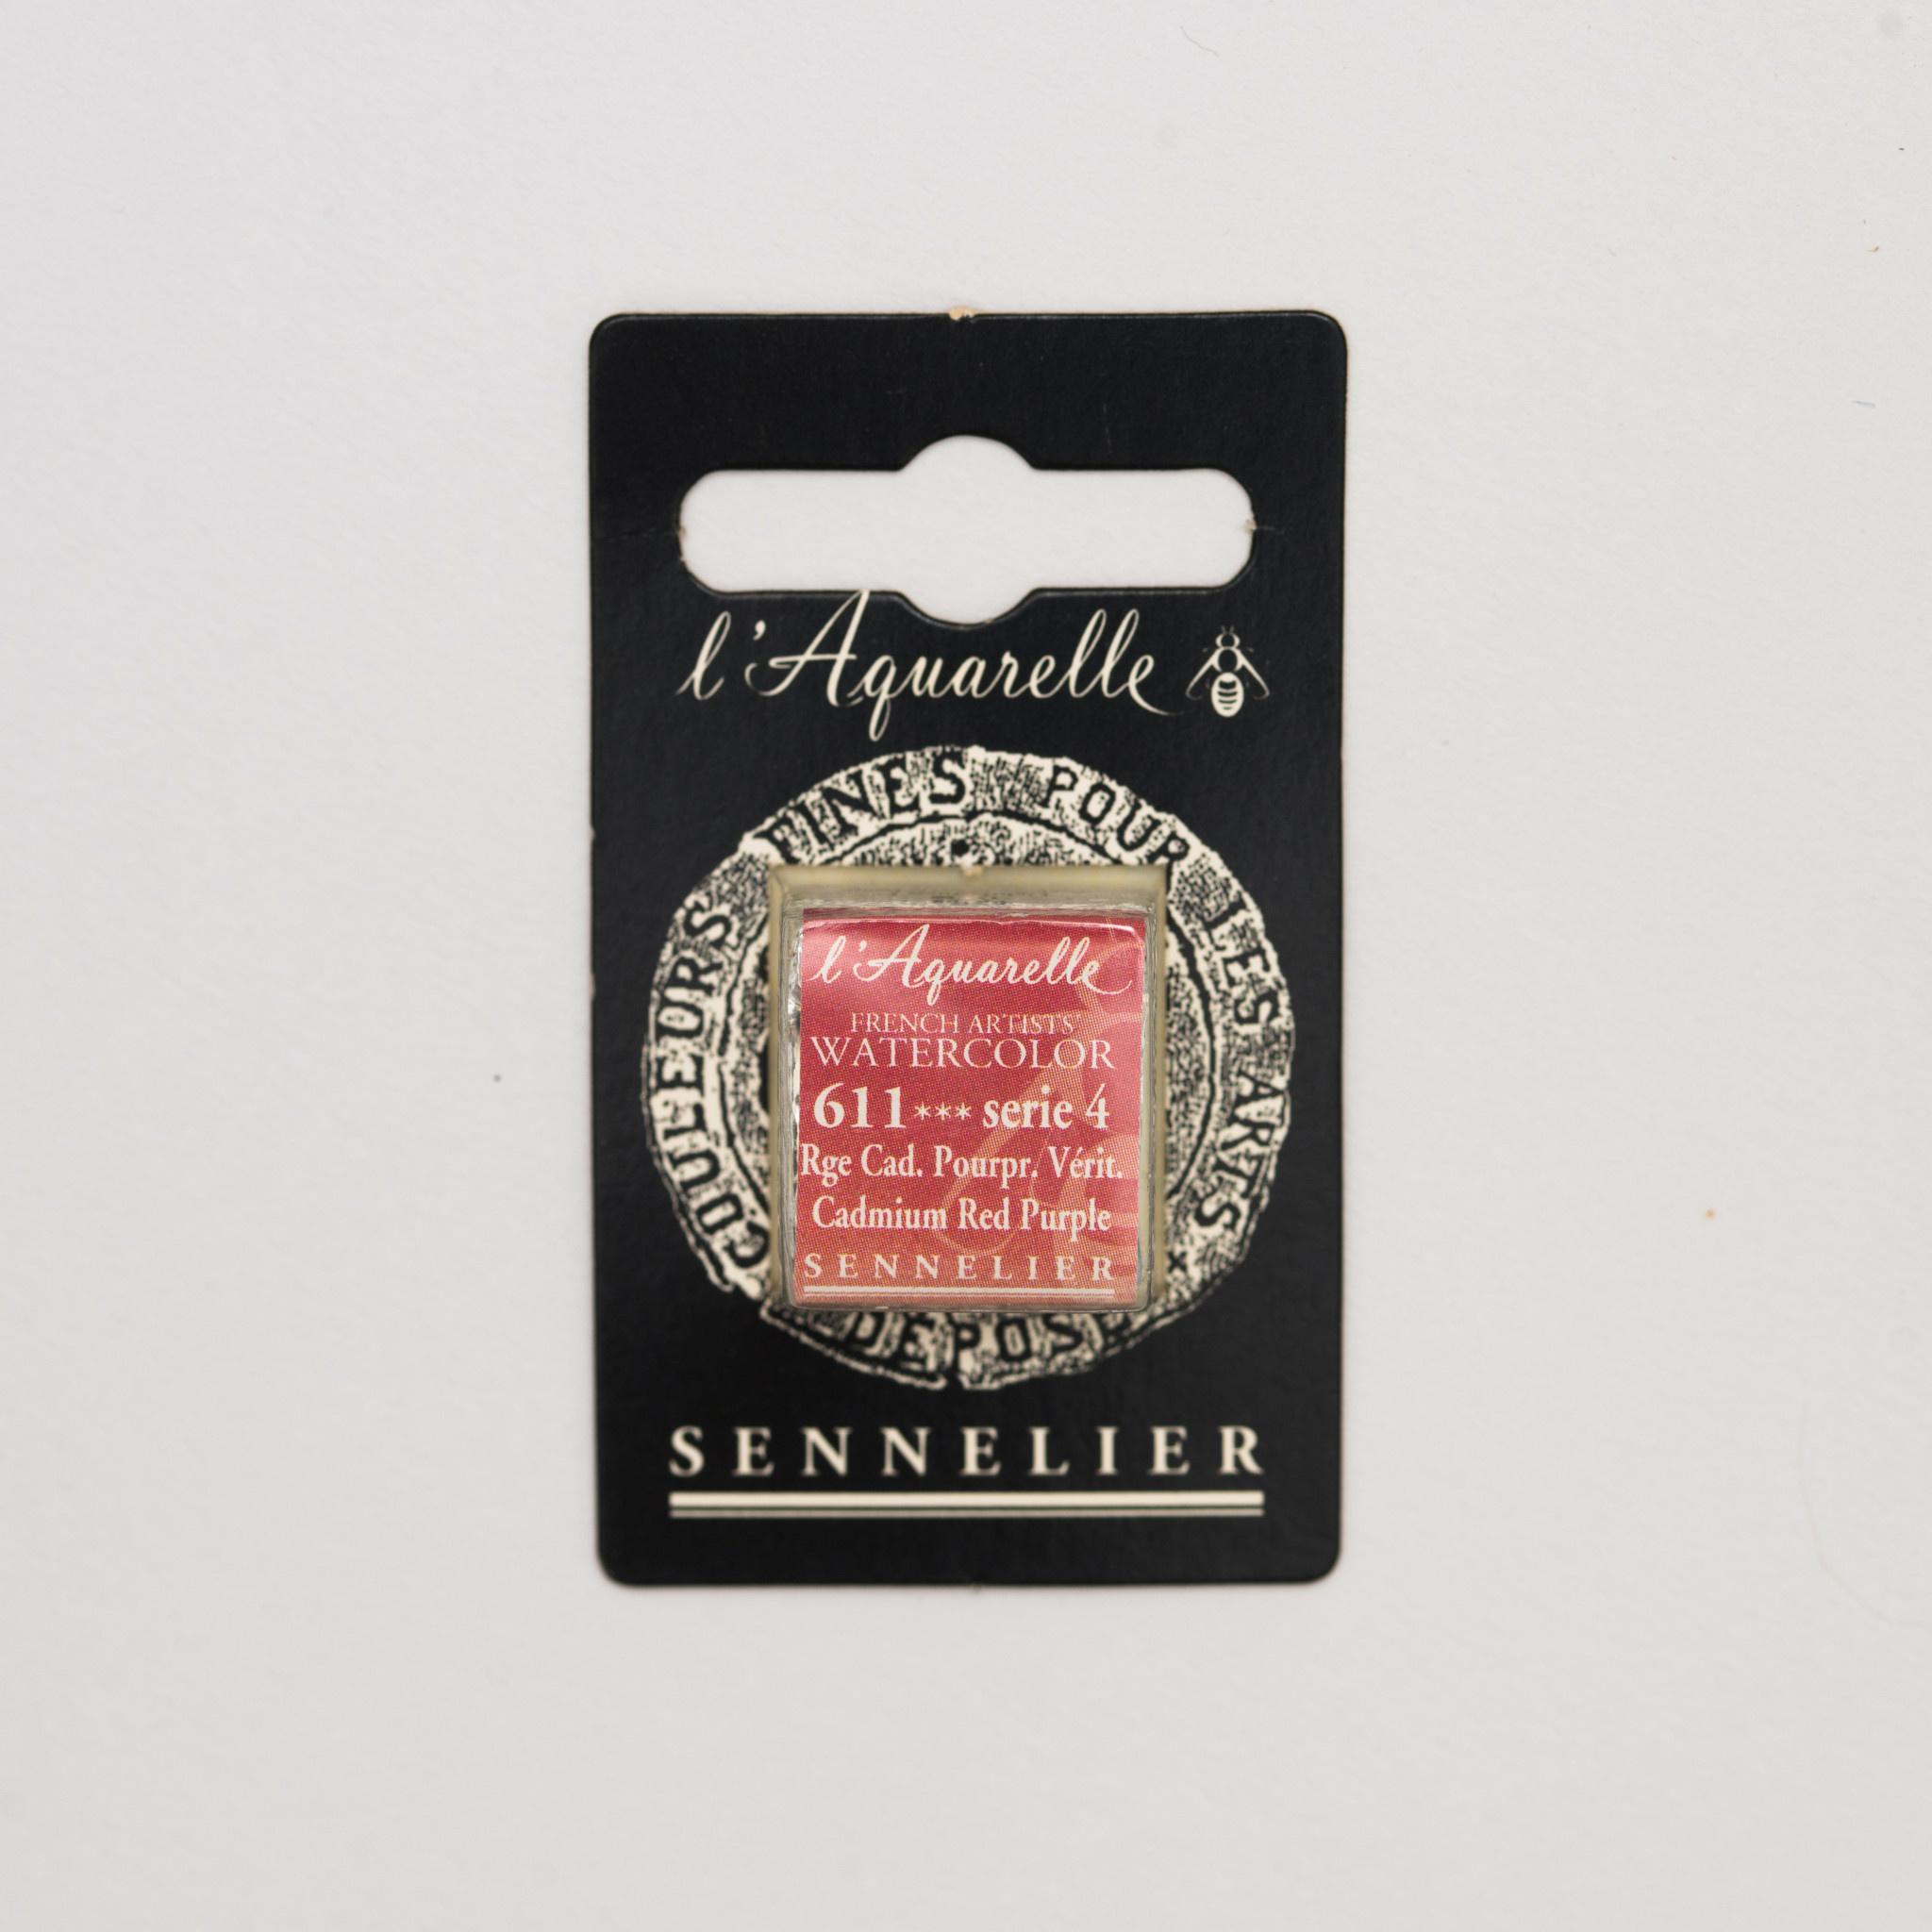 l'Aquarelle
COULEURS FINES POUR LES ARTS
DÉPOSÉ
l'Aquarelle
FRENCH ARTISTS'
WATERCOLOR
611*** serie 4
Rge Cad. Pourpr. Vérit.
Cadmium Red Purple
SENNELIER
SENNELIER